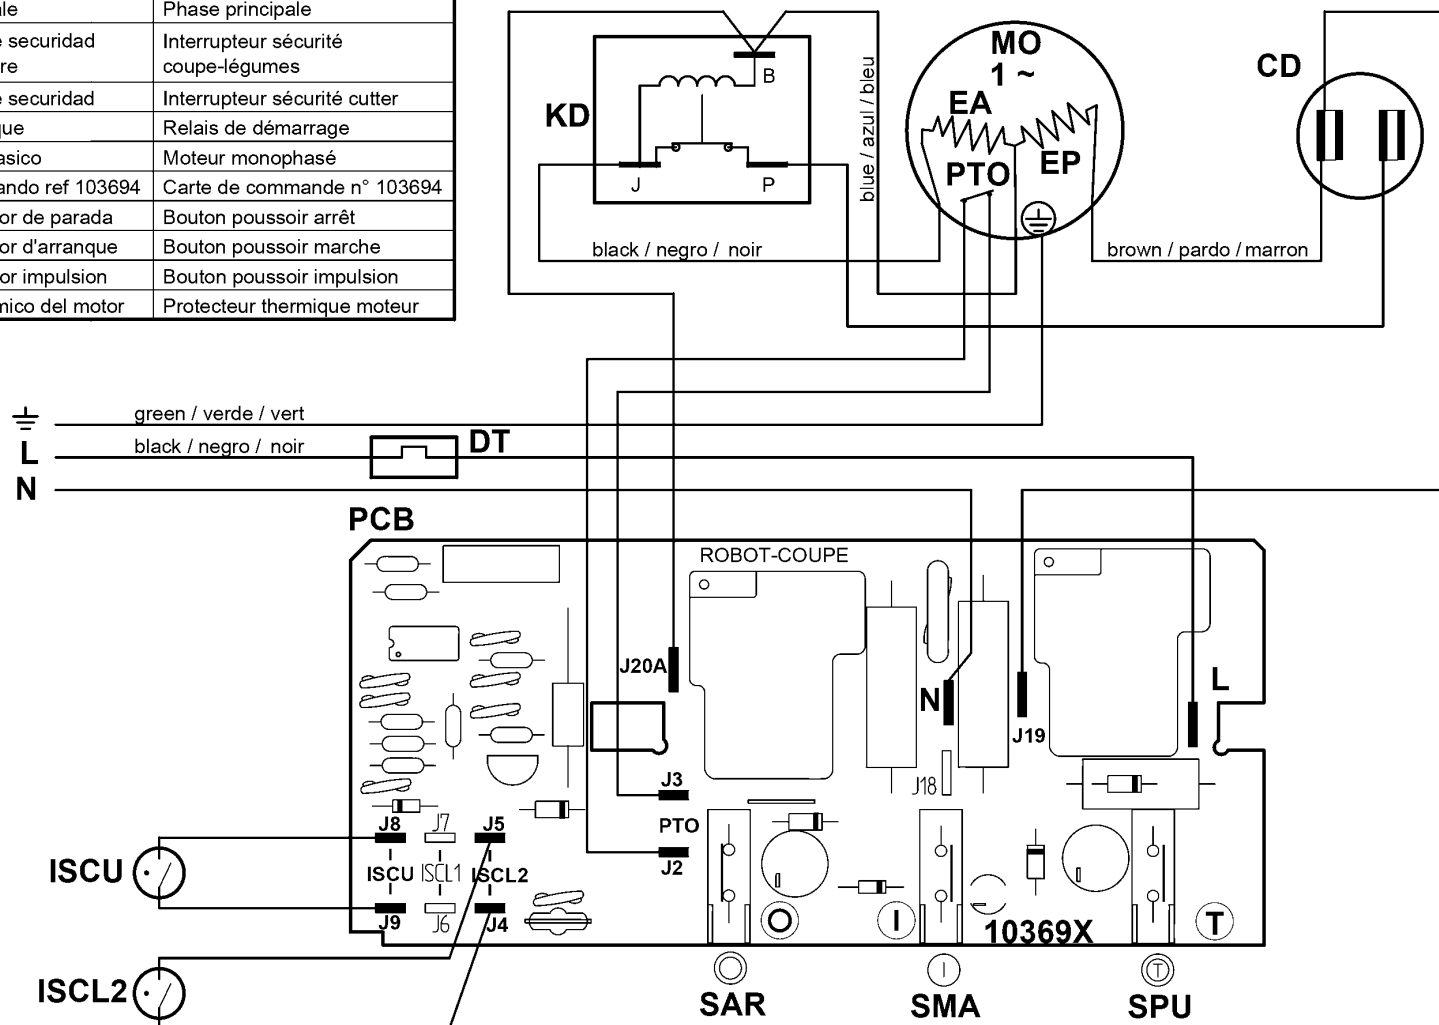 ale Phase principale
e securidad Interrupteur sécurité
re coupe-légumes
e securidad Interrupteur sécurité cutter
que Relais de démarrage
asico Moteur monophasé
ando ref 103694 Carte de commande n° 103694
or de parada Bouton poussoir arrêt
or d'arranque Bouton poussoir marche
or impulsion Bouton poussoir impulsion
mico del motor Protecteur thermique moteur
KD
B
J
P
black / negro / noir
blue / azul / bleu
MO
1 ~
EA
EP
PTO
CD
brown / pardo / marron
green / verde / vert
L
black / negro / noir
DT
N
PCB
ROBOT-COUPE
J20A
N
J19
L
J3
J18
PTO
J2
J8
J7
J5
ISCU
ISCU
ISCL1
ISCL2
J9
J6
J4
O
I
10369X
T
ISCL2
I
T
SAR
SMA
SPU